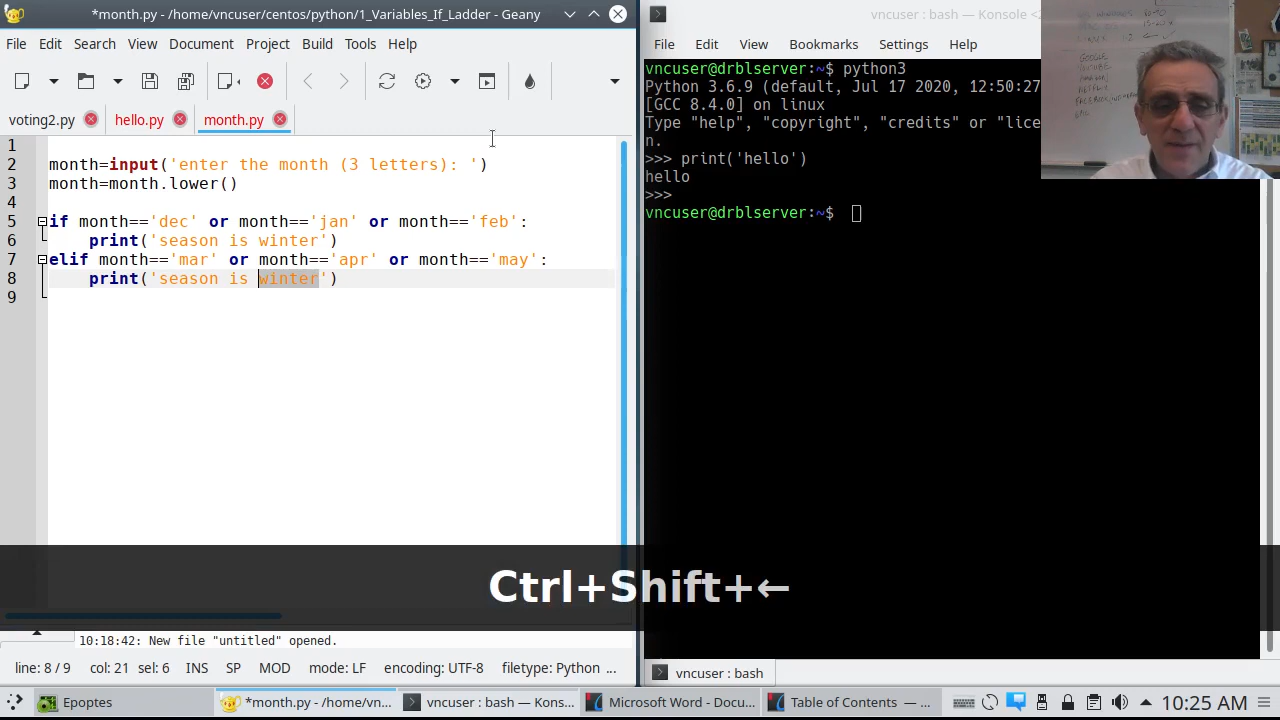 *month.py - /home/vncuser/centos/python/1_Variables_If_Ladder - Geany
File Edit Search View Document Project Build Tools Help
voting2.py hello.py month.py
1
2 month=input('enter the month (3 letters): ')
3 month=month.lower()
4
5 if month=='dec' or month=='jan' or month=='feb':
6 print('season is winter')
7 elif month=='mar' or month=='apr' or month=='may':
8 print('season is winter')
9
10:18:42: New file "untitled" opened.
line: 8 / 9 col: 21 sel: 6 INS SP MOD mode: LF encoding: UTF-8 filetype: Python ...
vncuser : bash — Konsole <2
File Edit View Bookmarks Settings Help
vncuser@drblserver:~$ python3
Python 3.6.9 (default, Jul 17 2020, 12:50:27
[GCC 8.4.0] on linux
Type "help", "copyright", "credits" or "lice
n.
>>> print('hello')
hello
>>>
vncuser@drblserver:~$
GOOGLE
Ctrl+Shift+←
vncuser : bash
Epoptes *month.py - /home/vn... vncuser : bash — Kons... Microsoft Word - Docu... Table of Contents — ... 10:25 AM